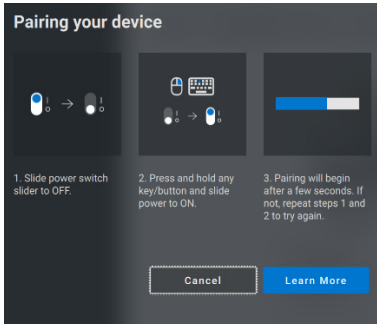 Pairing your device
1. Slide power switch
slider to OFF.
2. Press and hold any
key/button and slide
power to ON.
3. Pairing will begin
after a few seconds. If
not, repeat steps 1 and
2 to try again.
Cancel
Learn More